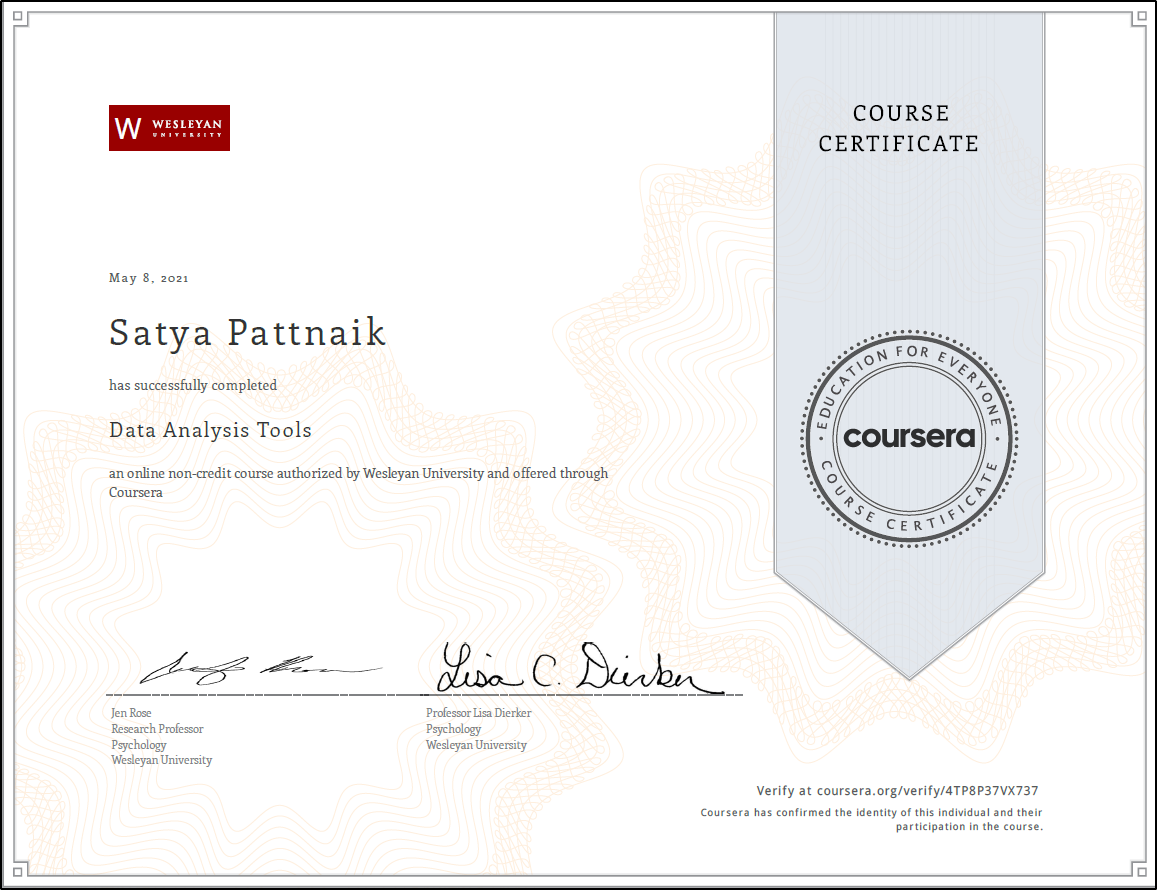 W WESLEYAN
UNIVERSITY
COURSE
CERTIFICATE
May 8, 2021
Satya Pattnaik
has successfully completed
Data Analysis Tools
an online non-credit course authorized by Wesleyan University and offered through
Coursera
EDUCATION FOR EVERYONE
coursera
COURSE CERTIFICATE
Lisa C. Dierker
Jen Rose
Research Professor
Psychology
Wesleyan University
Professor Lisa Dierker
Psychology
Wesleyan University
Verify at coursera.org/verify/4TP8P37VX737
Coursera has confirmed the identity of this individual and their
participation in the course.